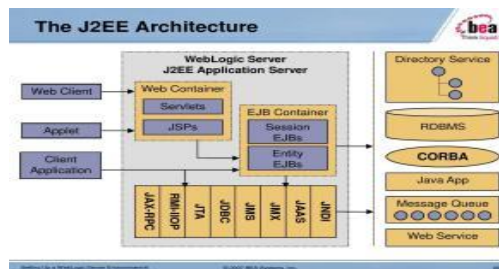 The J2EE Architecture
bea
WebLogic Server
J2EE Application Server
Web Client
Applet
Client
Application
Web Container
Servlets
JSPs
EJB Container
Session
EJBs
Entity
EJBs
JAX-RPC
RMI-IIOP
JTA
JDBC
JMS
JMX
JAAS
JNDI
Directory Service
RDBMS
CORBA
Java App
Message Queue
Web Service